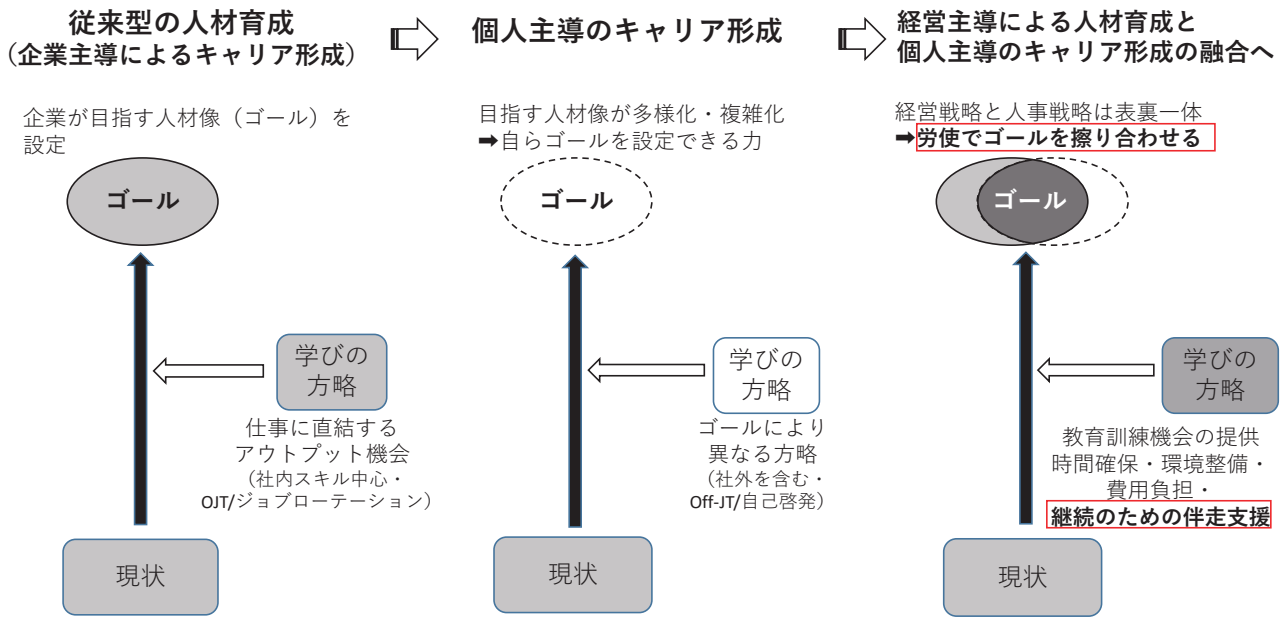 従来型の人材育成
（企業主導によるキャリア形成）
企業が目指す人材像（ゴール）を
設定
ゴール
学びの
方略
仕事に直結する
アウトプット機会
（社内スキル中心・
OJT/ジョブローテーション）
現状
個人主導のキャリア形成
目指す人材像が多様化・複雑化
➡自らゴールを設定できる力
ゴール
学びの
方略
ゴールにより
異なる方略
（社外を含む・
Off-JT/自己啓発）
現状
経営主導による人材育成と
個人主導のキャリア形成の融合へ
経営戦略と人事戦略は表裏一体
➡労使でゴールを擦り合わせる
ゴール
学びの
方略
教育訓練機会の提供
時間確保・環境整備・
費用負担・
継続のための伴走支援
現状